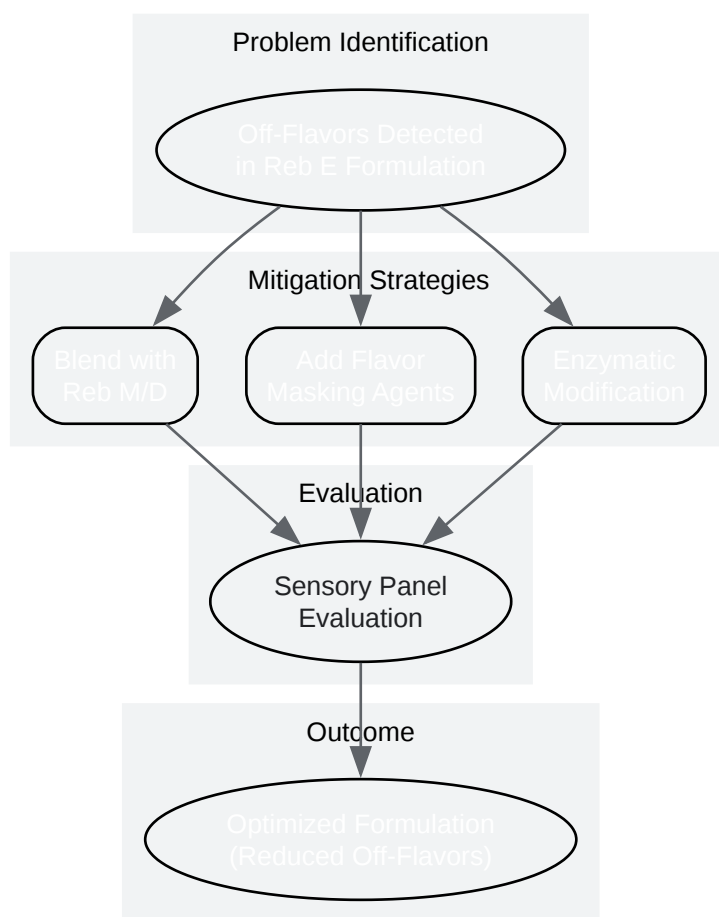 Problem Identification
Off-Flavors Detected
in Reb E Formulation
Mitigation Strategies
Blend with
Reb M/D
Add Flavor
Masking Agents
Enzymatic
Modification
Evaluation
Sensory Panel
Evaluation
Outcome
Optimized Formulation
(Reduced Off-Flavors)